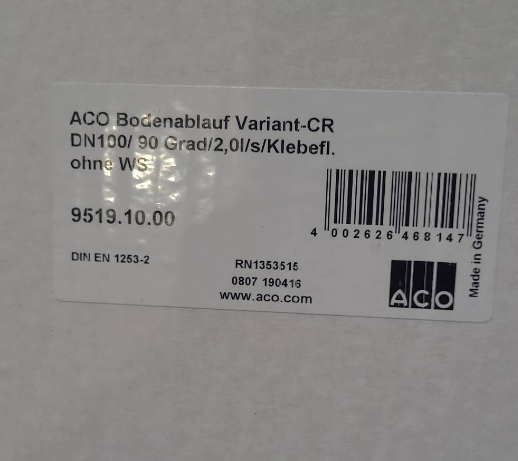 ACO Bodenablauf Variant-CR
DN100/ 90 Grad/2,0l/s/Klebefl.
ohne WS
9519.10.00
4 002626 468147
DIN EN 1253-2
RN1353515
0807 190416
www.aco.com
ACO
Made in Germany